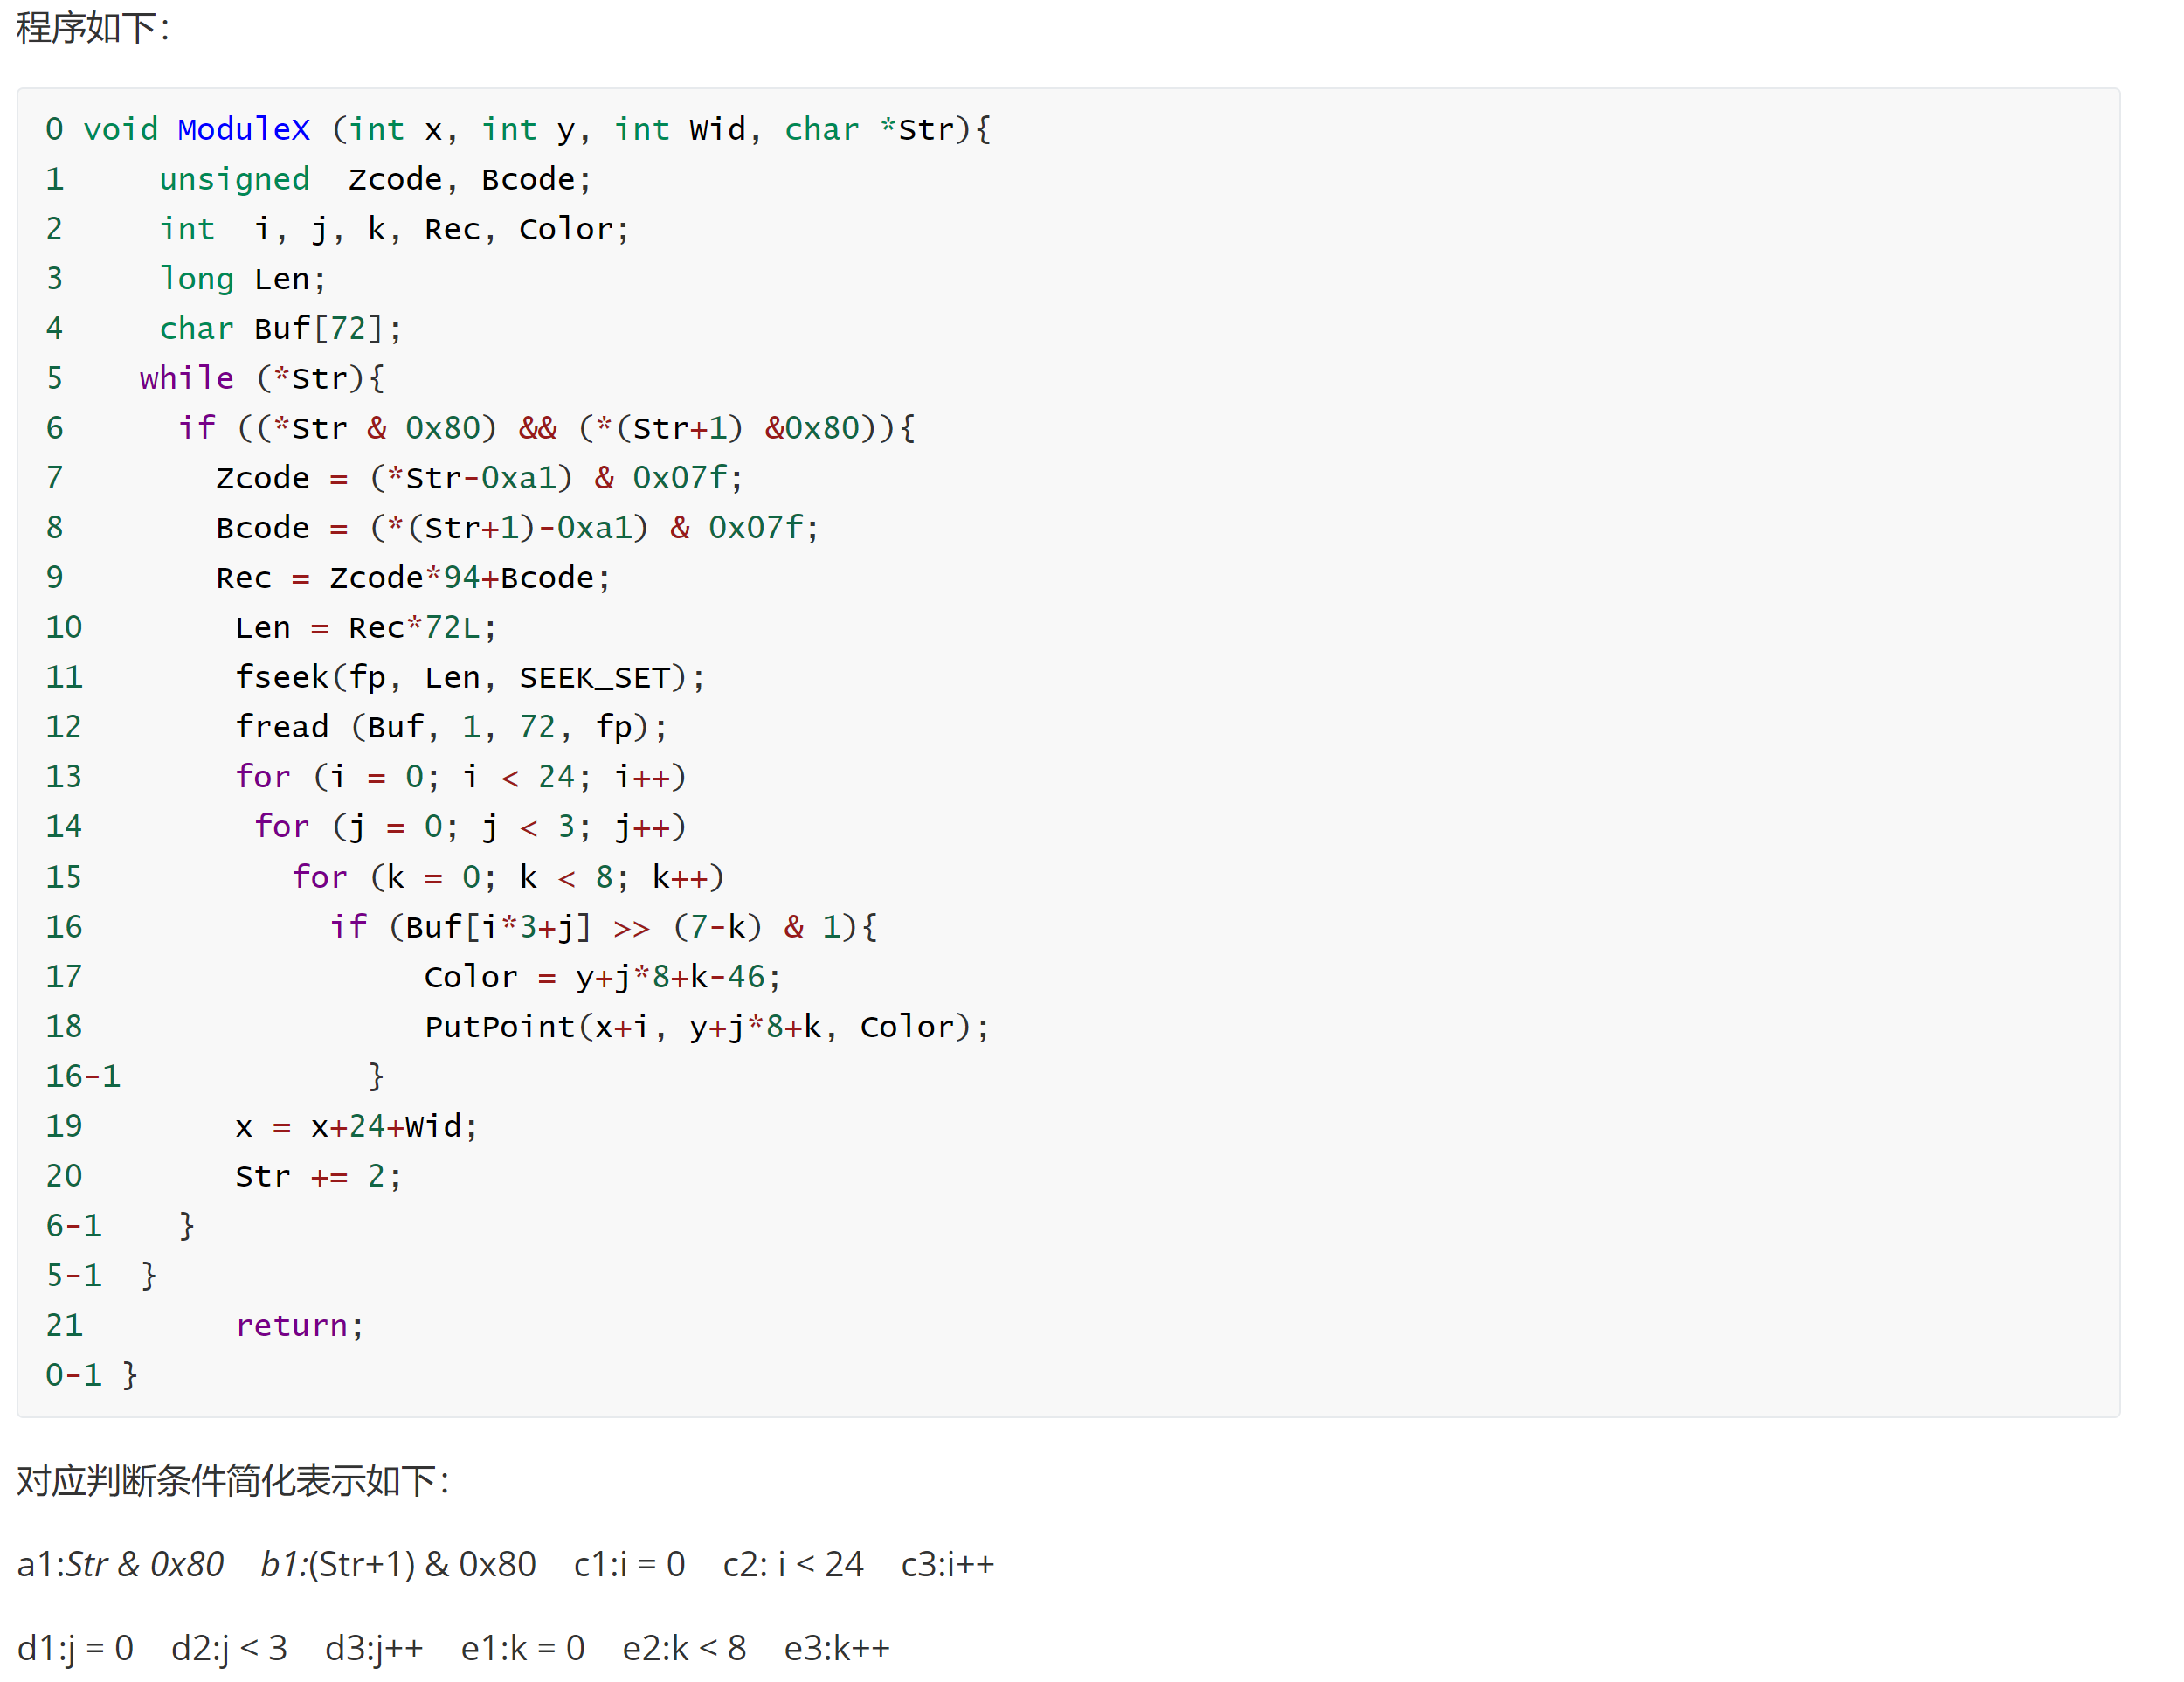 程序如下：
0 void ModuleX (int x, int y, int Wid, char *Str){
1     unsigned  Zcode, Bcode;
2     int  i, j, k, Rec, Color;
3     long Len;
4     char Buf[72];
5    while (*Str){
6      if ((*Str & 0x80) && (*(Str+1) &0x80)){
7        Zcode = (*Str-0xa1) & 0x07f;
8        Bcode = (*(Str+1)-0xa1) & 0x07f;
9        Rec = Zcode*94+Bcode;
10        Len = Rec*72L;
11        fseek(fp, Len, SEEK_SET);
12        fread (Buf, 1, 72, fp);
13        for (i = 0; i < 24; i++)
14         for (j = 0; j < 3; j++)
15           for (k = 0; k < 8; k++)
16             if (Buf[i*3+j] >> (7-k) & 1){
17                  Color = y+j*8+k-46;
18                  PutPoint(x+i, y+j*8+k, Color);
16-1             }
19        x = x+24+Wid;
20        Str += 2;
6-1    }
5-1  }
21        return;
0-1 }
对应判断条件简化表示如下：
a1:Str & 0x80    b1:(Str+1) & 0x80    c1:i = 0    c2: i < 24    c3:i++
d1:j = 0    d2:j < 3    d3:j++    e1:k = 0    e2:k < 8    e3:k++